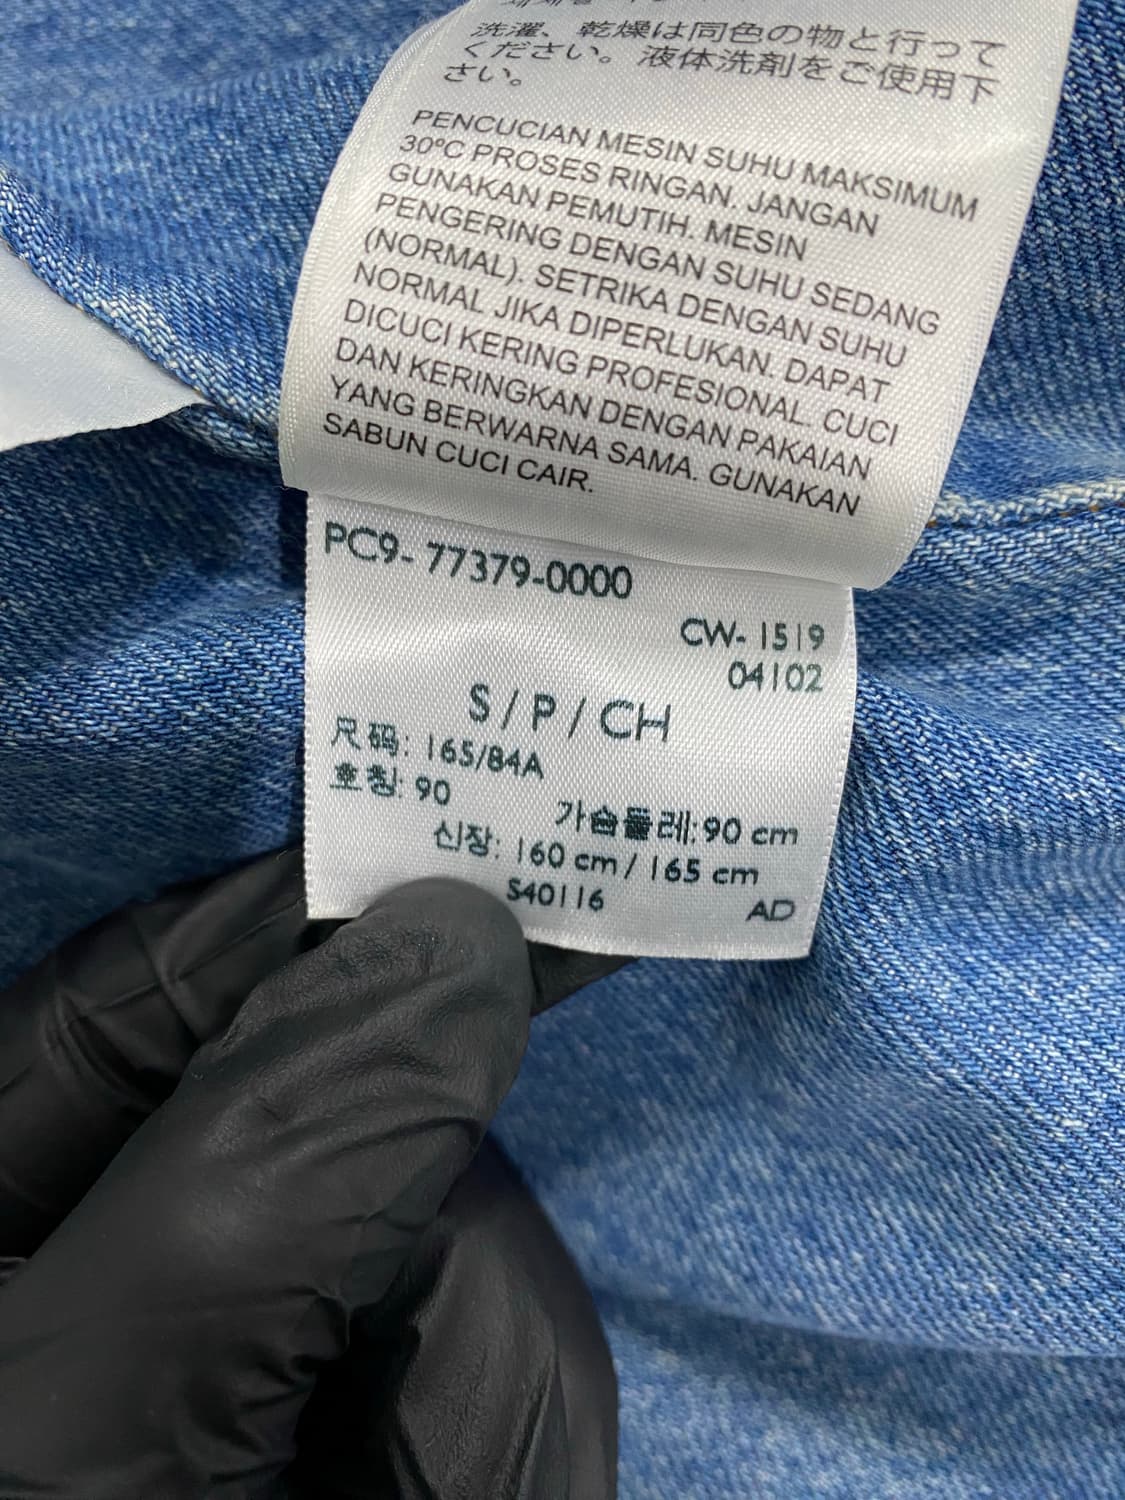 洗濯、乾燥は同色の物と行って
ください。液体洗剤をご使用下
さい。
PENCUCIAN MESIN SUHU MAKSIMUM
30°C PROSES RINGAN. JANGAN
GUNAKAN PEMUTIH. MESIN
PENGERING DENGAN SUHU SEDANG
(NORMAL). SETRIKA DENGAN SUHU
NORMAL JIKA DIPERLUKAN. DAPAT
DICUCI KERING PROFESIONAL. CUCI
DAN KERINGKAN DENGAN PAKAIAN
YANG BERWARNA SAMA. GUNAKAN
SABUN CUCI CAIR.
PC9-77379-0000
CW-1519
04102
S / P / CH
尺码: 165/84A
호칭: 90
가슴둘레: 90 cm
신장: 160 cm / 165 cm
S40116
AD